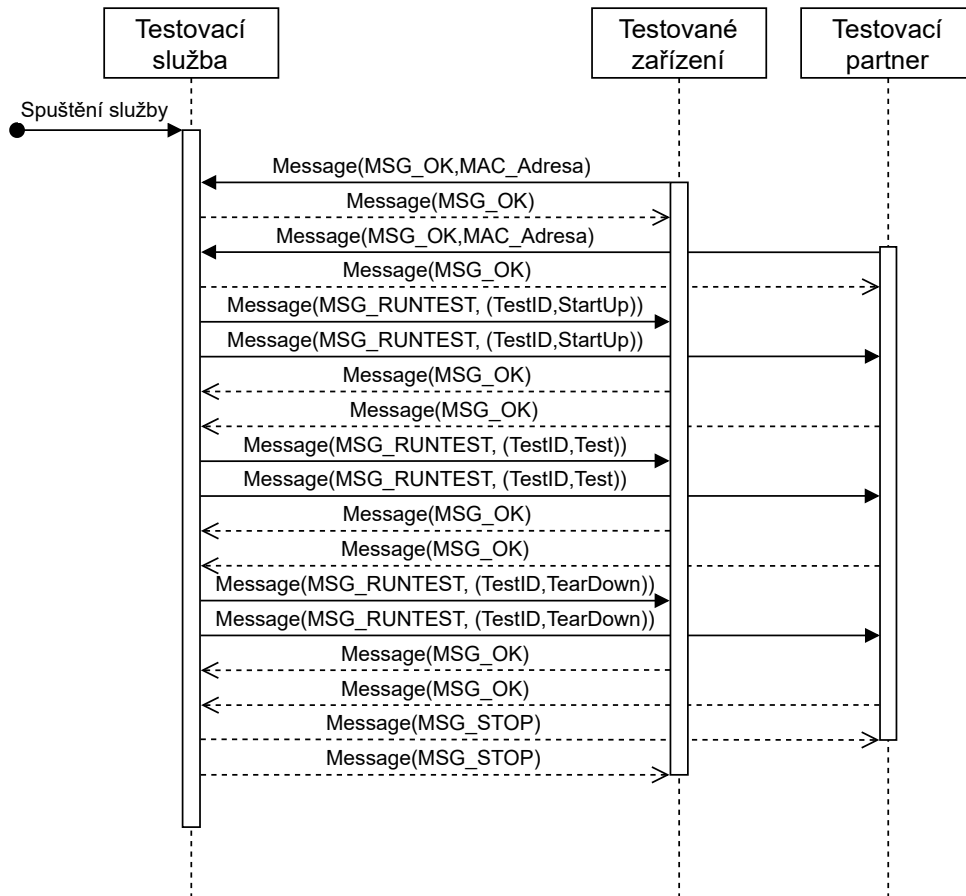 Testovací
služba
Testované
zařízení
Testovací
partner
Spuštění služby
Message(MSG_OK,MAC_Adresa)
Message(MSG_OK)
Message(MSG_OK,MAC_Adresa)
Message(MSG_OK)
Message(MSG_RUNTEST, (TestID,StartUp))
Message(MSG_RUNTEST, (TestID,StartUp))
Message(MSG_OK)
Message(MSG_OK)
Message(MSG_RUNTEST, (TestID,Test))
Message(MSG_RUNTEST, (TestID,Test))
Message(MSG_OK)
Message(MSG_OK)
Message(MSG_RUNTEST, (TestID,TearDown))
Message(MSG_RUNTEST, (TestID,TearDown))
Message(MSG_OK)
Message(MSG_OK)
Message(MSG_STOP)
Message(MSG_STOP)